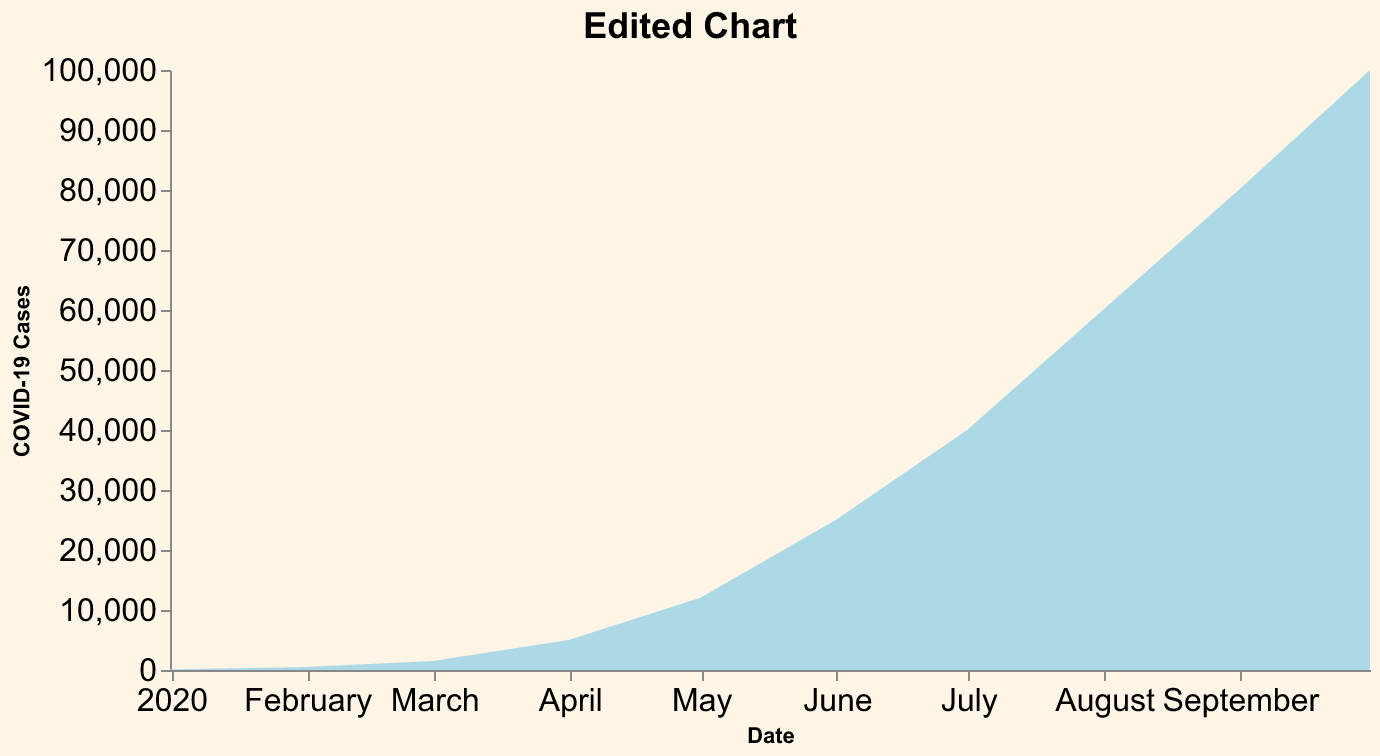 Edited Chart
100,000
90,000
80,000
70,000
60,000
50,000
40,000
30,000
20,000
10,000
0
COVID-19 Cases
2020 February March April May June July August September
Date